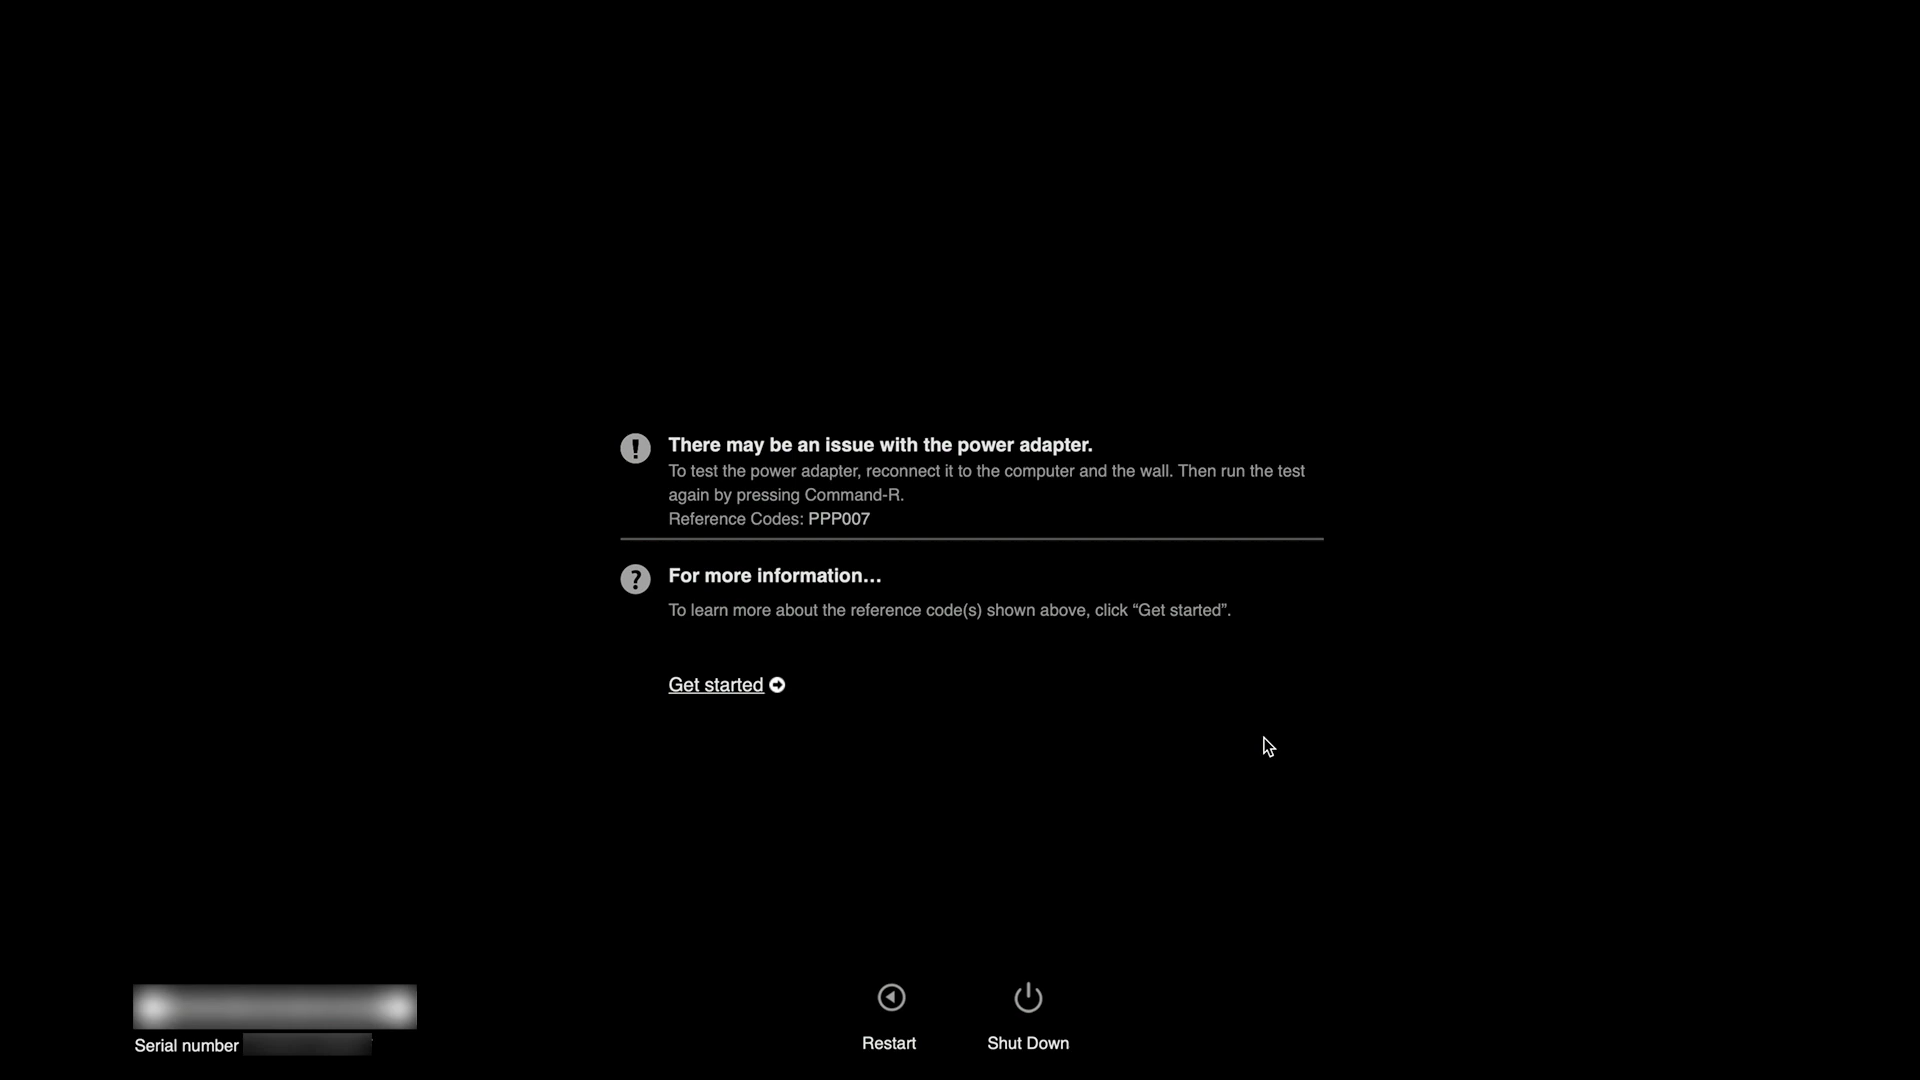 There may be an issue with the power adapter.
To test the power adapter, reconnect it to the computer and the wall. Then run the test
again by pressing Command-R.
Reference Codes: PPP007
For more information...
To learn more about the reference code(s) shown above, click “Get started”.
Get started
Serial number
Restart
Shut Down